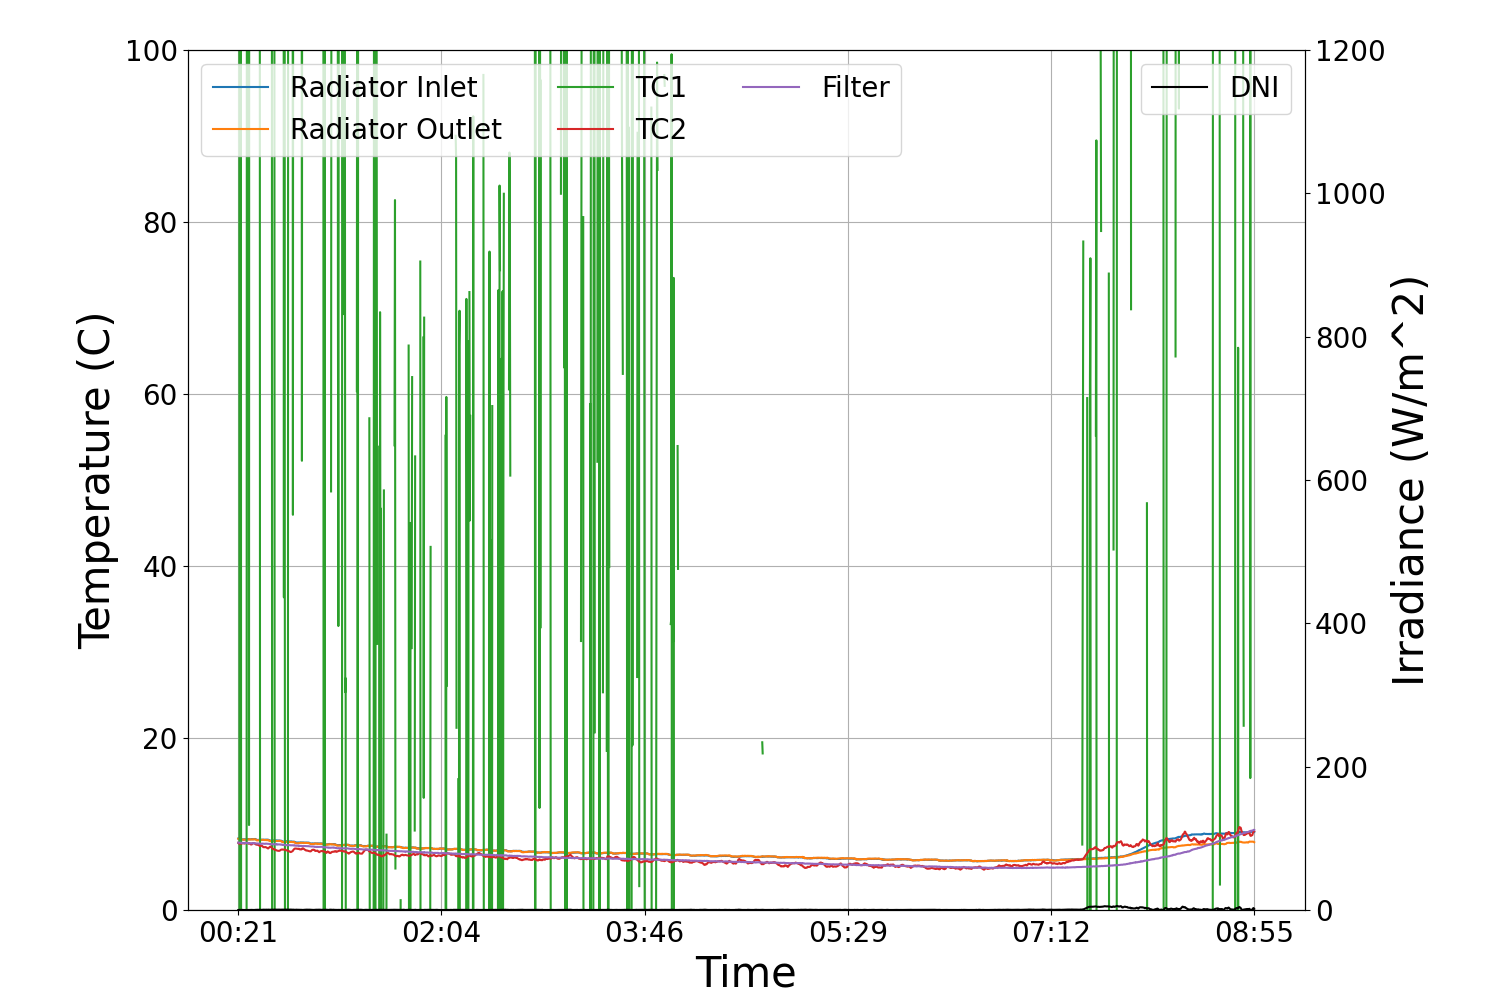 100
80
60
40
20
0
Temperature (C)
Radiator Inlet
Radiator Outlet
TC1
TC2
Filter
DNI
1200
1000
800
600
400
200
0
Irradiance (W/m^2)
00:21 02:04 03:46 05:29 07:12 08:55
Time